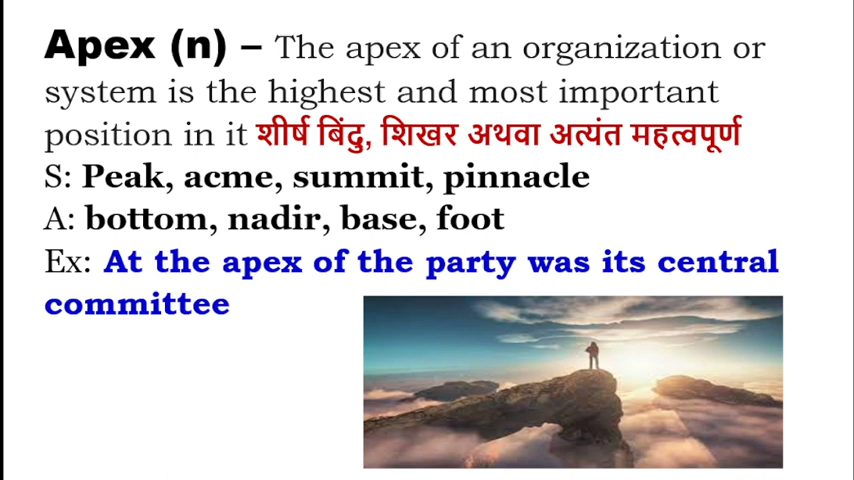 Apex (n) – The apex of an organization or
system is the highest and most important
position in it शीर्ष बिंदु, शिखर अथवा अत्यंत महत्वपूर्ण
S: Peak, acme, summit, pinnacle
A: bottom, nadir, base, foot
Ex: At the apex of the party was its central
committee